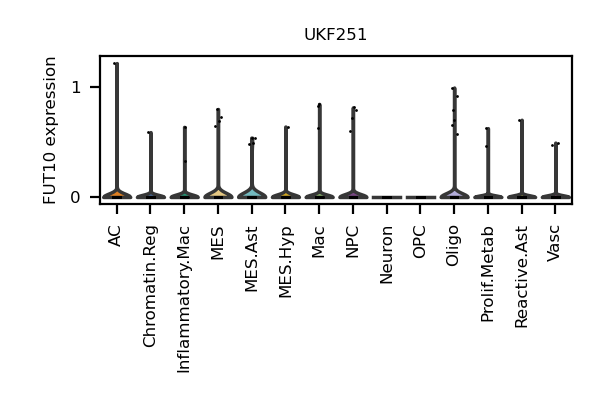 UKF251
FUT10 expression
1
0
AC
Chromatin.Reg
Inflammatory.Mac
MES
MES.Ast
MES.Hyp
Mac
NPC
Neuron
OPC
Oligo
Prolif.Metab
Reactive.Ast
Vasc